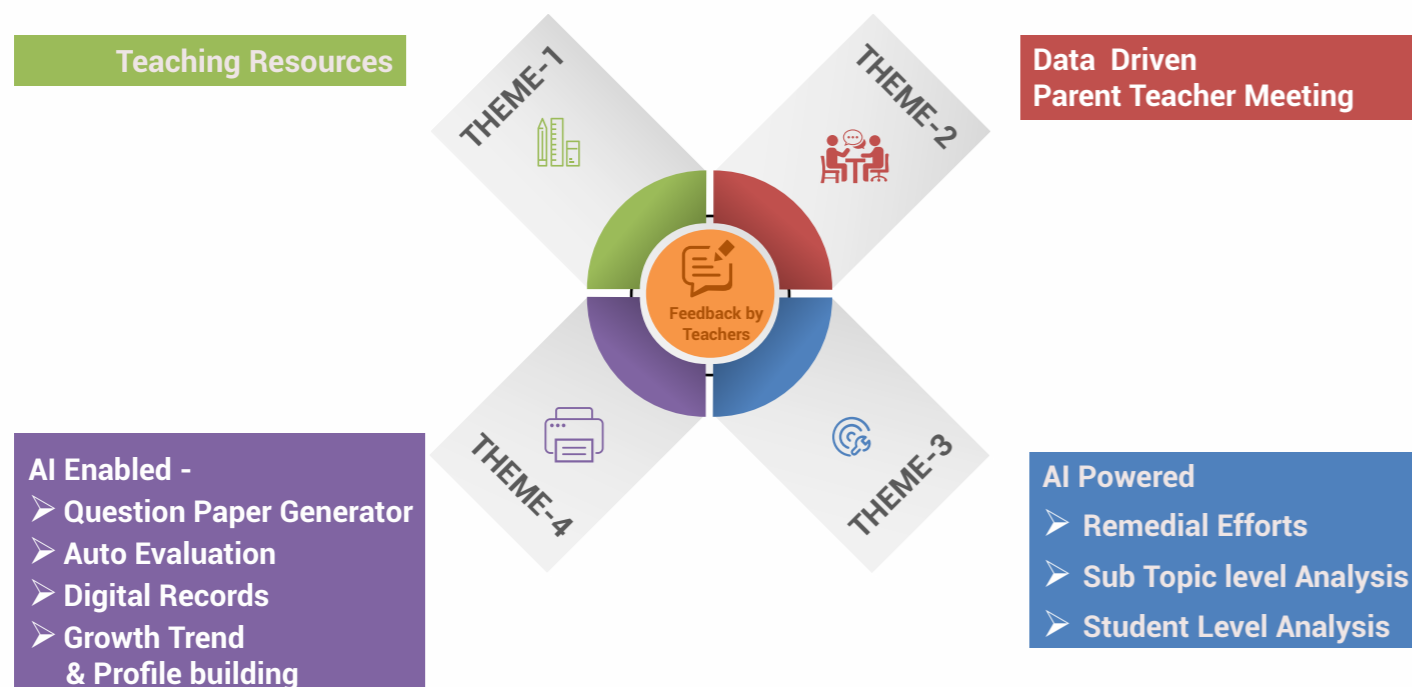 Teaching Resources
THEME-1
THEME-2
Data Driven
Parent Teacher Meeting
Feedback by
Teachers
AI Enabled -
➢ Question Paper Generator
➢ Auto Evaluation
➢ Digital Records
➢ Growth Trend
& Profile building
THEME-4
THEME-3
AI Powered
➢ Remedial Efforts
➢ Sub Topic level Analysis
➢ Student Level Analysis